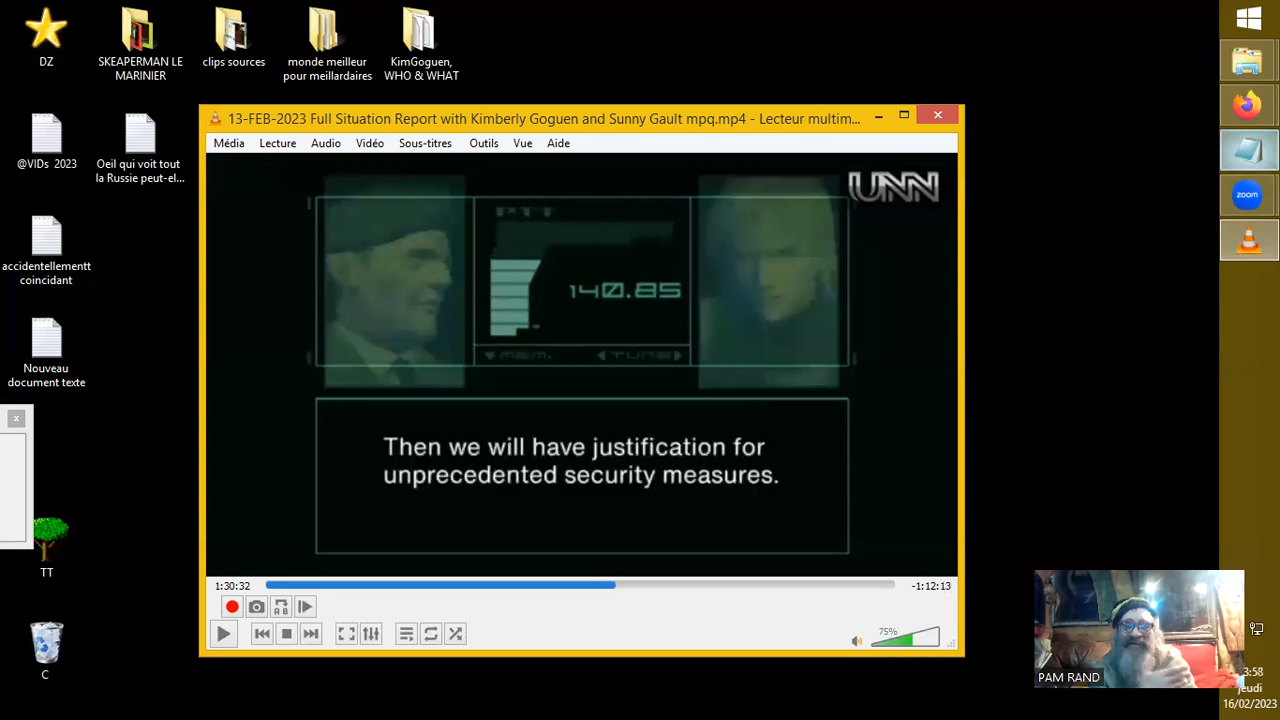 DZ
SKEAPERMAN LE
MARINIER
clips sources
monde meilleur
pour meillardaires
KimGoguen,
WHO & WHAT
@VIDs 2023
Oeil qui voit tout
la Russie peut-el...
accidentellementt
coincidant
Nouveau
document texte
TT
C
13-FEB-2023 Full Situation Report with Kimberly Goguen and Sunny Gault mpq.mp4 - Lecteur multim...
Média Lecture Audio Vidéo Sous-titres Outils Vue Aide
UNN
PTT
140.85
MEM. TUNE
Then we will have justification for
unprecedented security measures.
1:30:32 -1:12:13
75%
zoom
PAM RAND
3:58
jeudi
16/02/2023